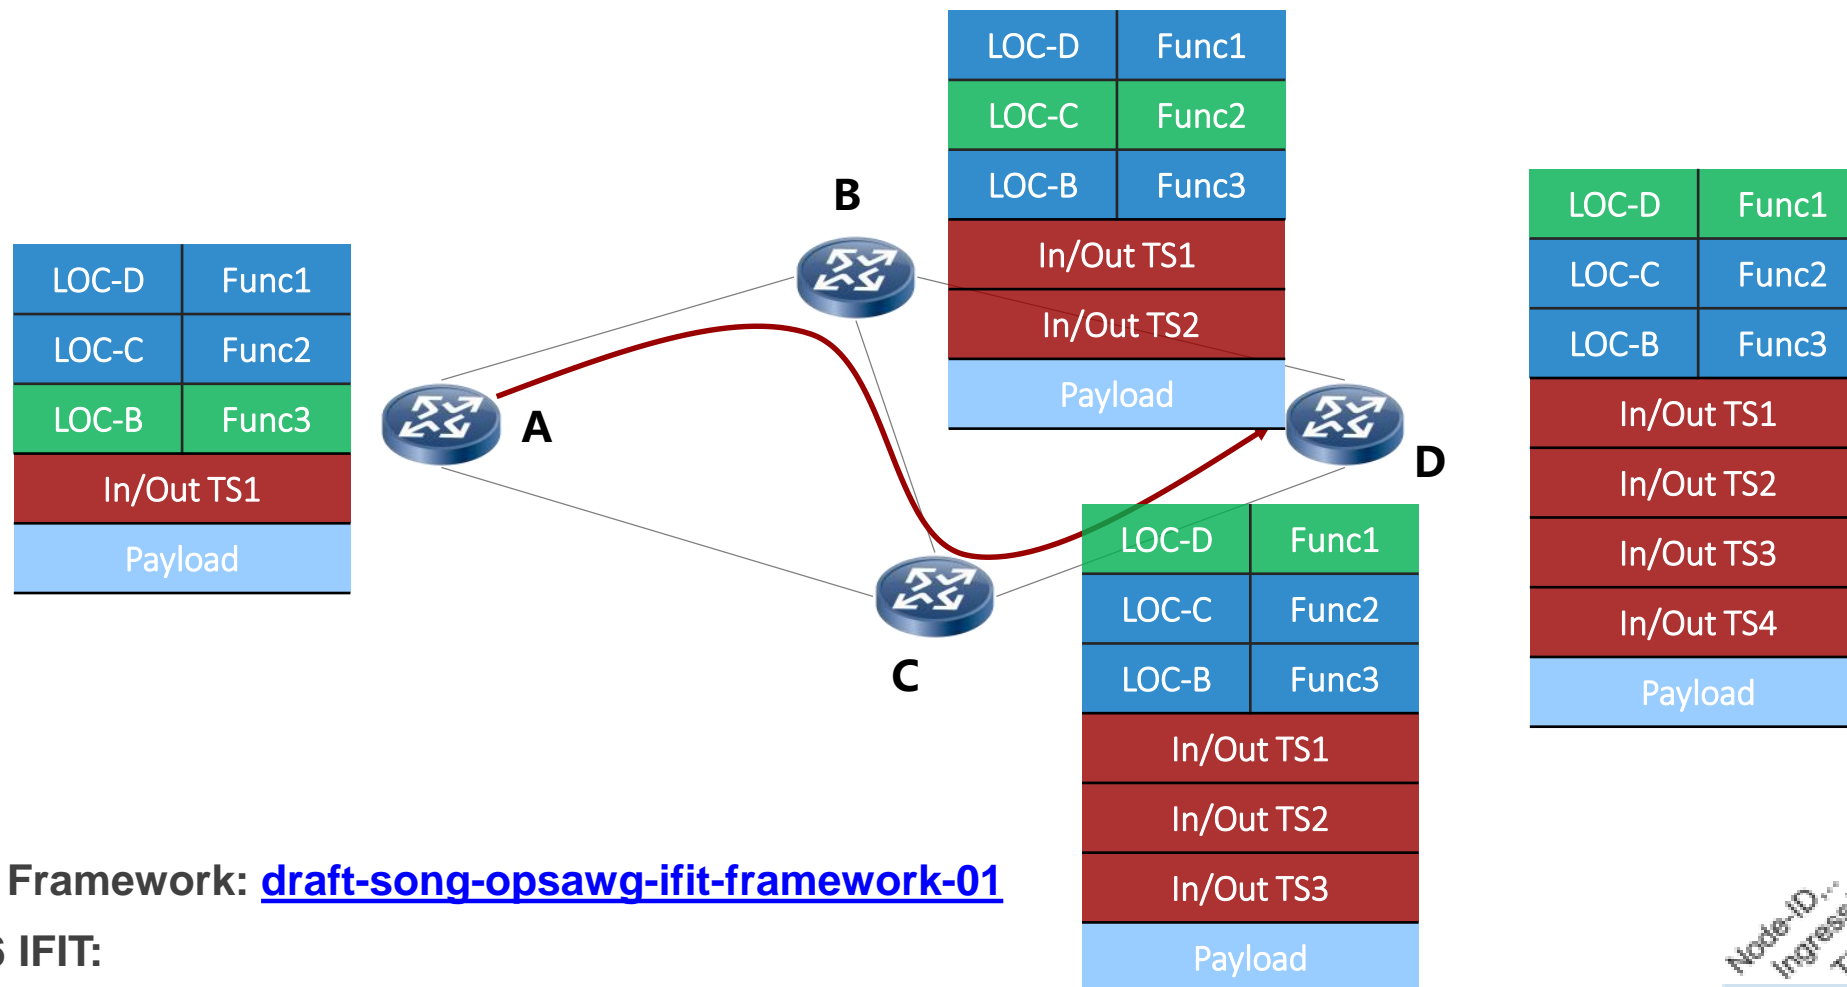 LOC-D Func1
LOC-C Func2
LOC-B Func3
In/Out TS1
In/Out TS2
Payload
B
LOC-D Func1
LOC-C Func2
LOC-B Func3
In/Out TS1
Payload
A
D
C
LOC-D Func1
LOC-C Func2
LOC-B Func3
In/Out TS1
In/Out TS2
In/Out TS3
Payload
LOC-D Func1
LOC-C Func2
LOC-B Func3
In/Out TS1
In/Out TS2
In/Out TS3
In/Out TS4
Payload
Framework: draft-song-opsawg-ifit-framework-01
IFIT:
Node-ID...